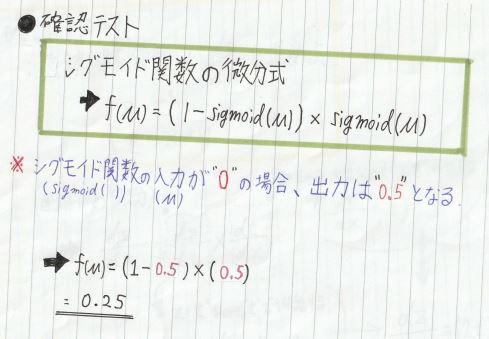 ● 確認テスト
シグモイド関数の微分式
➡ f(u) = (1-sigmoid(u)) × sigmoid(u)
※ シグモイド関数の入力が"0"の場合、出力は"0.5"となる.
(sigmoid( )) (u)
➡ f(u) = (1-0.5) × (0.5)
= 0.25